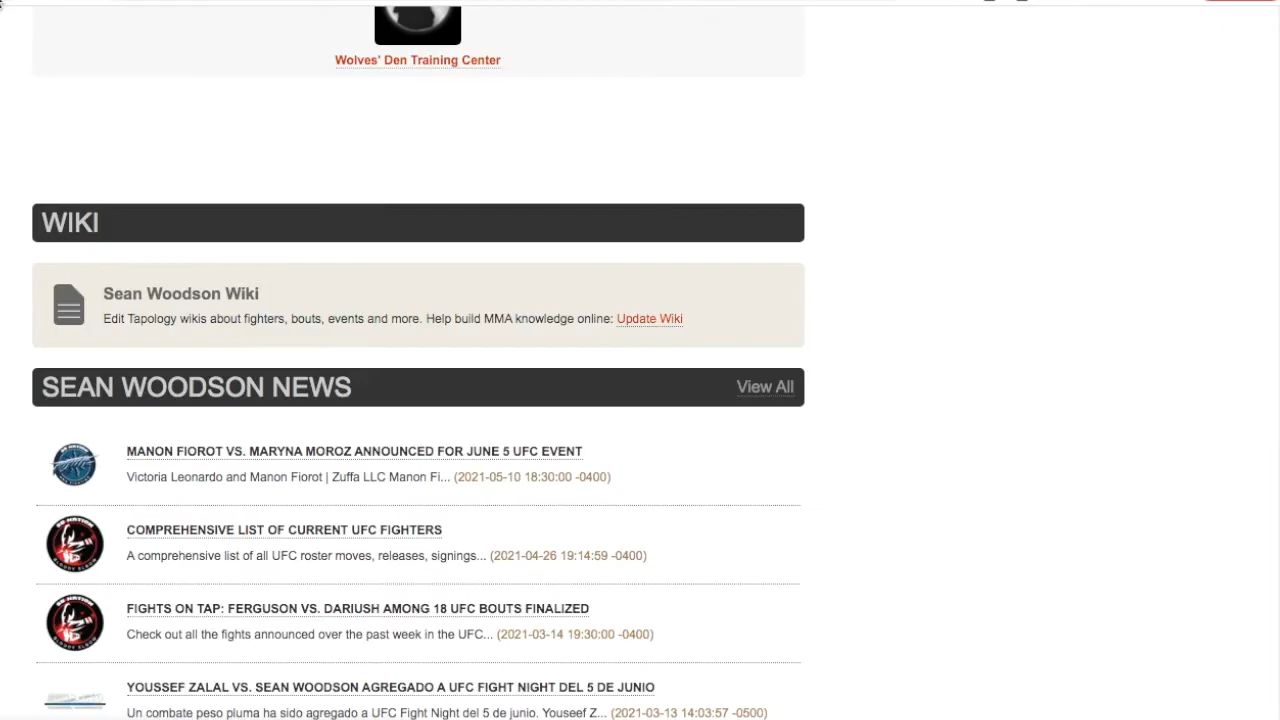 Wolves' Den Training Center
WIKI
Sean Woodson Wiki
Edit Tapology wikis about fighters, bouts, events and more. Help build MMA knowledge online: Update Wiki
SEAN WOODSON NEWS View All
MANON FIOROT VS. MARYNA MOROZ ANNOUNCED FOR JUNE 5 UFC EVENT
Victoria Leonardo and Manon Fiorot | Zuffa LLC Manon Fi... (2021-05-10 18:30:00 -0400)
COMPREHENSIVE LIST OF CURRENT UFC FIGHTERS
A comprehensive list of all UFC roster moves, releases, signings... (2021-04-26 19:14:59 -0400)
FIGHTS ON TAP: FERGUSON VS. DARIUSH AMONG 18 UFC BOUTS FINALIZED
Check out all the fights announced over the past week in the UFC... (2021-03-14 19:30:00 -0400)
YOUSSEF ZALAL VS. SEAN WOODSON AGREGADO A UFC FIGHT NIGHT DEL 5 DE JUNIO
Un combate peso pluma ha sido agregado a UFC Fight Night del 5 de junio. Youseef Z... (2021-03-13 14:03:57 -0500)